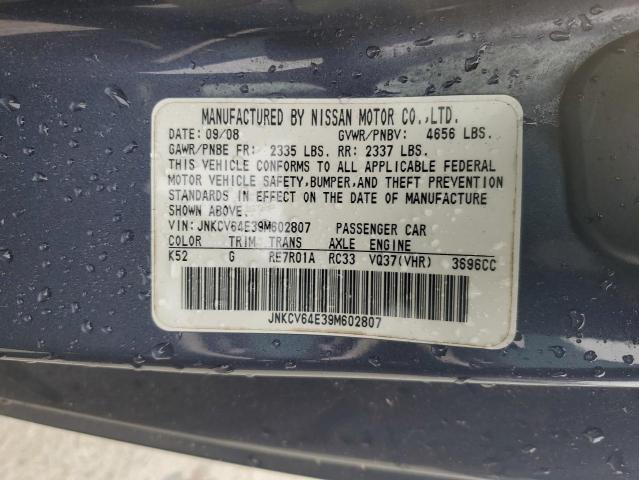 MANUFACTURED BY NISSAN MOTOR CO.,LTD.
DATE: 09/08 GVWR/PNBV: 4656 LBS.
GAWR/PNBE FR: 2335 LBS. RR: 2337 LBS.
THIS VEHICLE CONFORMS TO ALL APPLICABLE FEDERAL
MOTOR VEHICLE SAFETY,BUMPER,AND THEFT PREVENTION
STANDARDS IN EFFECT ON THE DATE OF MANUFACTURE
SHOWN ABOVE.
VIN:JNKCV64E39M602807 PASSENGER CAR
COLOR TRIM TRANS AXLE ENGINE
K52 G RE7R01A RC33 VQ37(VHR) 3696CC
JNKCV64E39M602807